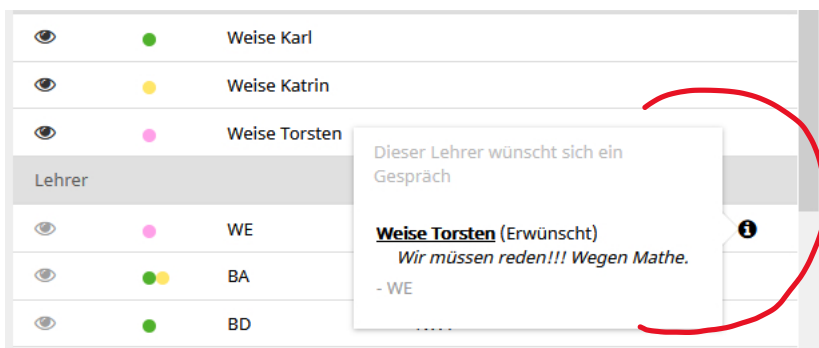 Weise Karl
Weise Katrin
Weise Torsten
Dieser Lehrer wünscht sich ein
Gespräch
Lehrer
WE
Weise Torsten (Erwünscht)
Wir müssen reden!!! Wegen Mathe.
- WE
BA
BD